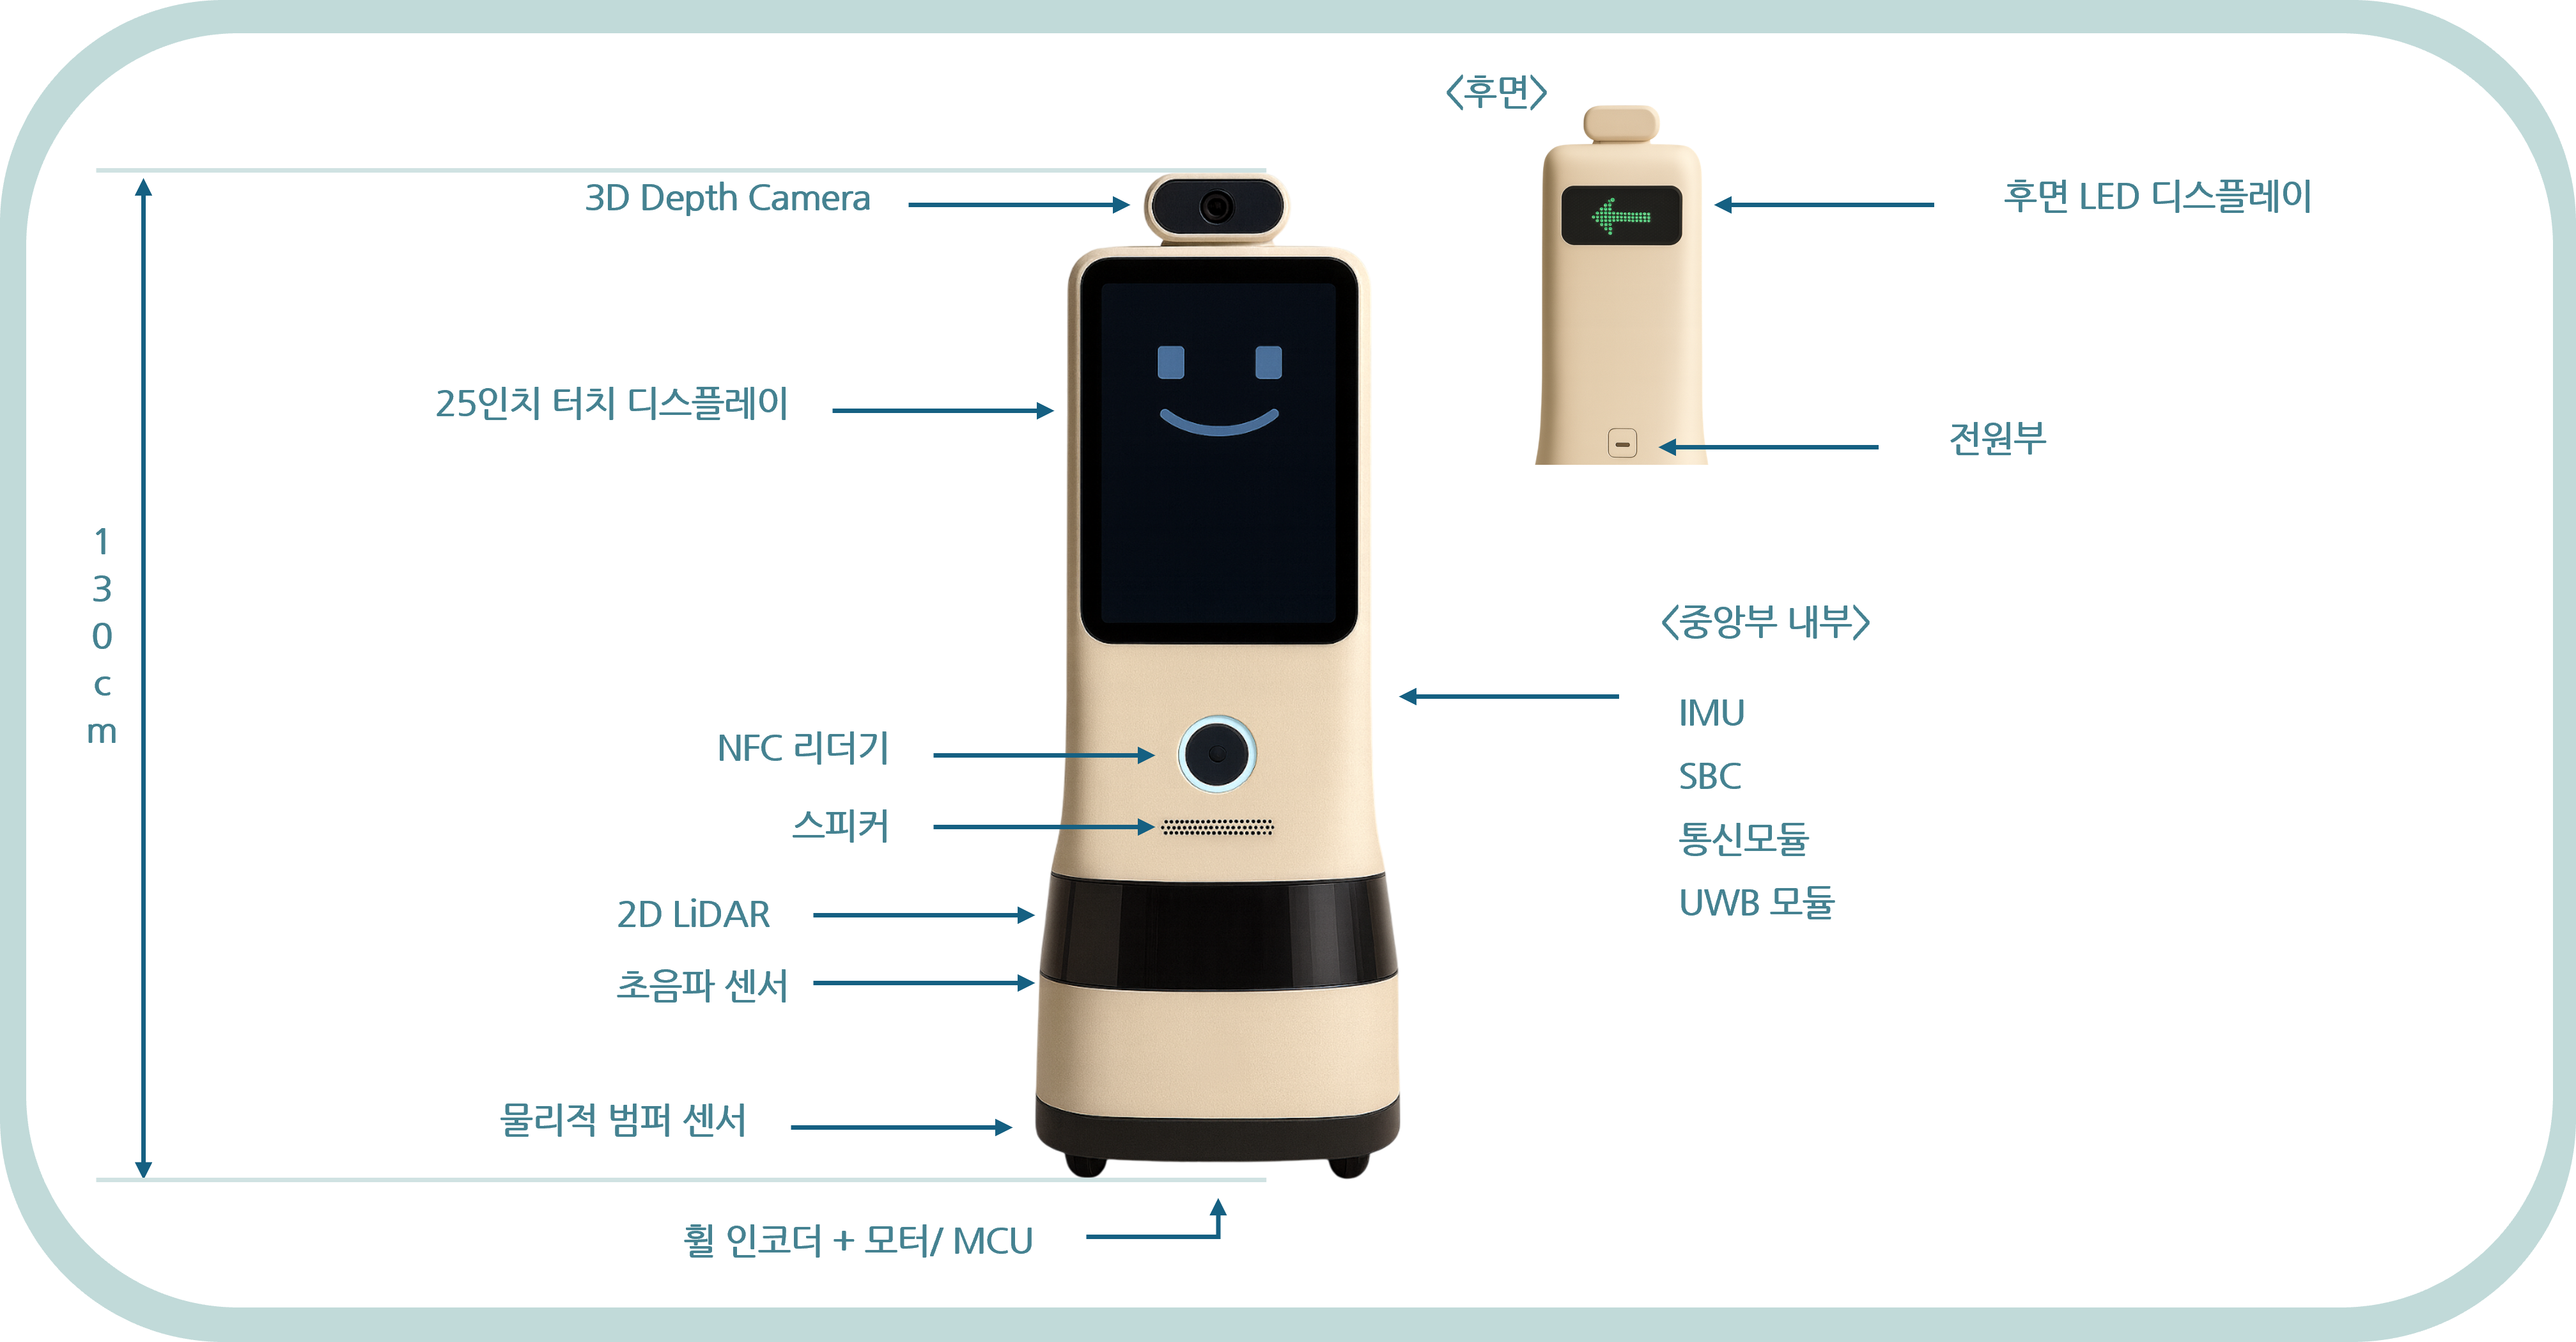 <후면>
3D Depth Camera
후면 LED 디스플레이
25인치 터치 디스플레이
전원부
130cm
<중앙부 내부>
IMU
NFC 리더기
SBC
스피커
통신모듈
UWB 모듈
2D LiDAR
초음파 센서
물리적 범퍼 센서
휠 인코더 + 모터/ MCU